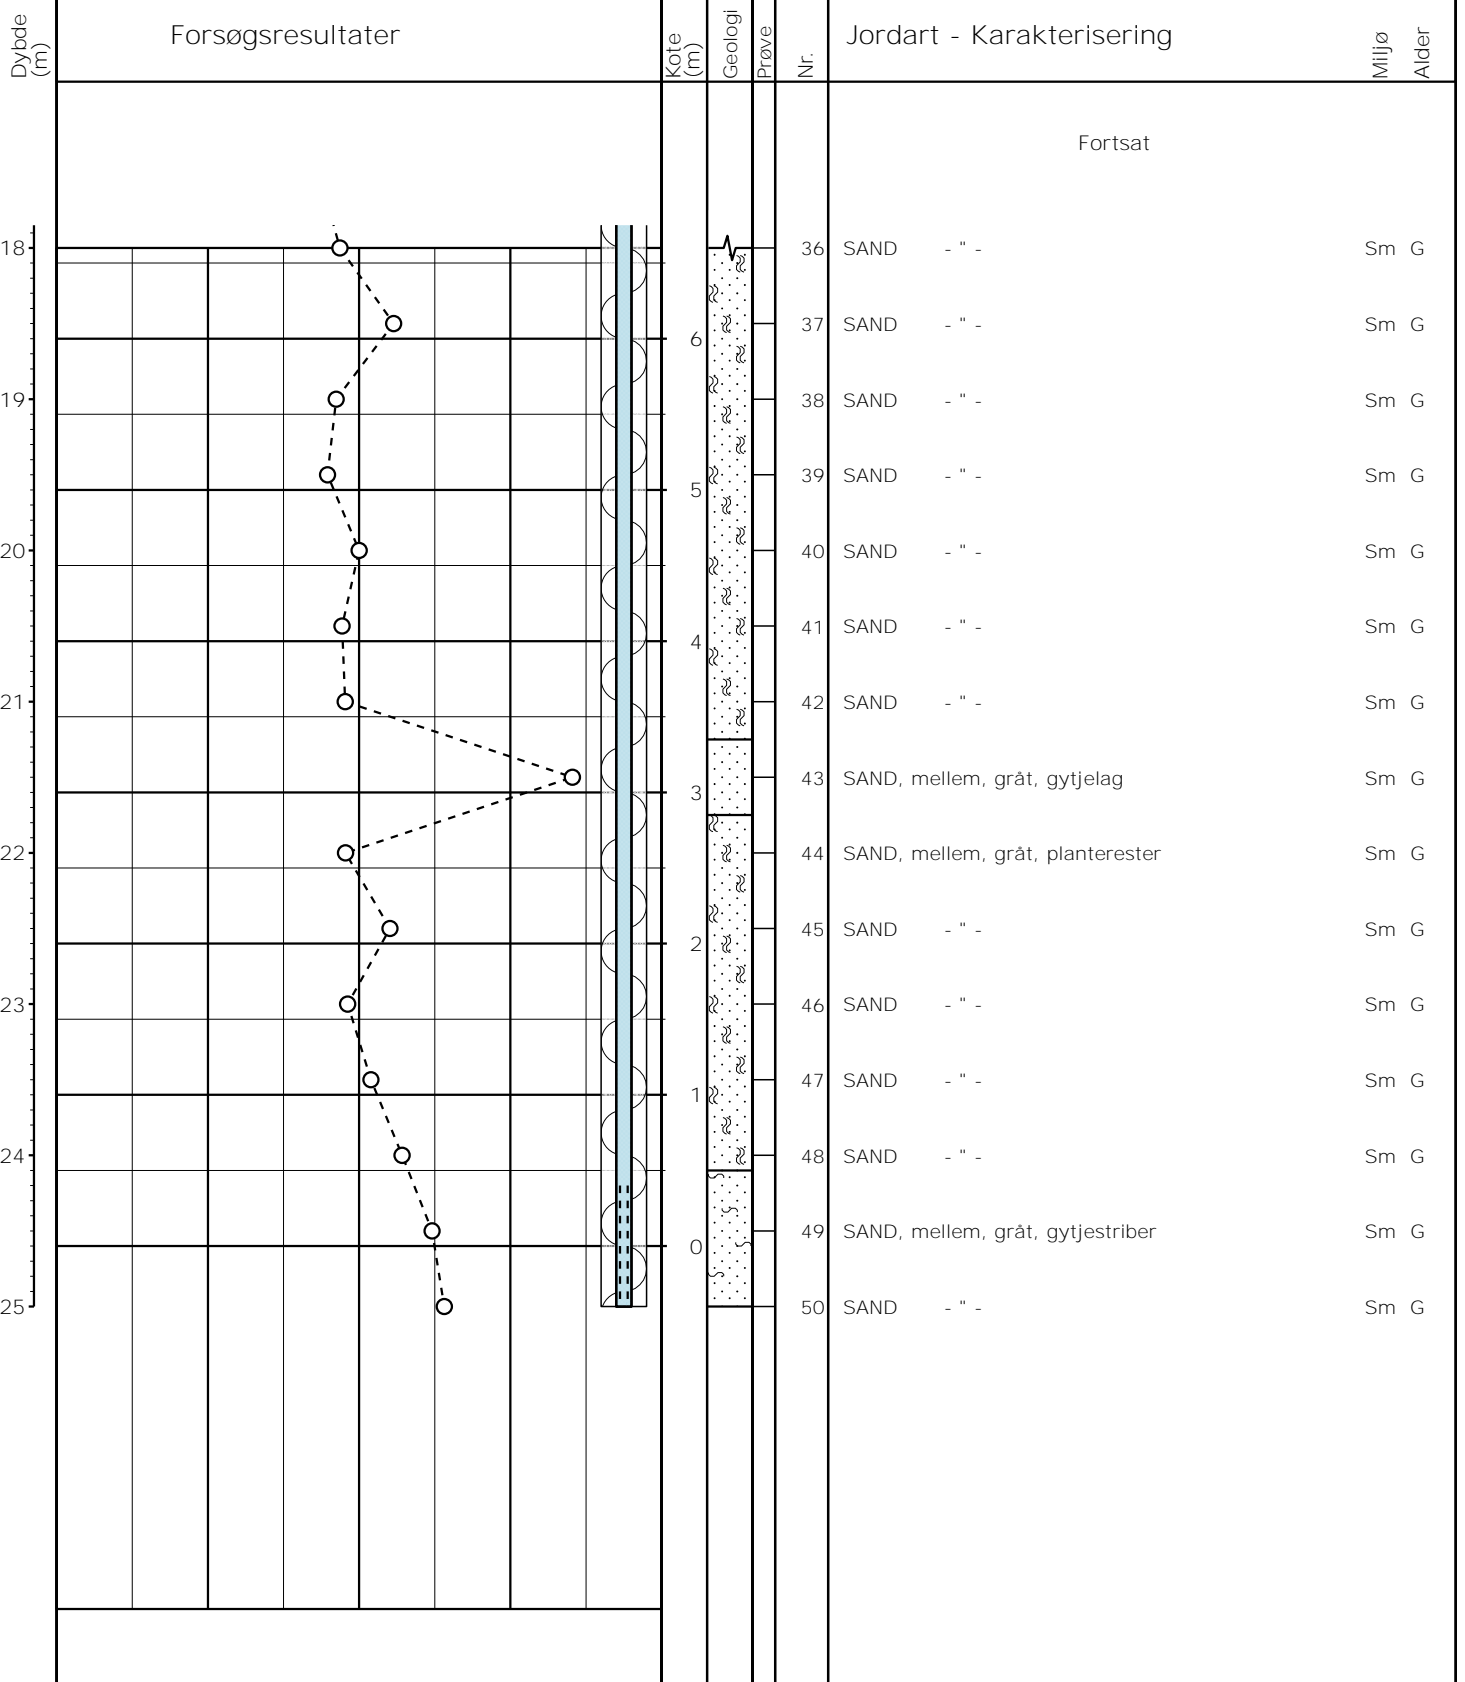 Dybde (m) Forsøgsresultater Kote (m) Geologi Prøve Nr. Jordart - Karakterisering Miljø Alder
Fortsat
18 36 SAND - " - Sm G
37 SAND - " - Sm G
6
19 38 SAND - " - Sm G
39 SAND - " - Sm G
5
20 40 SAND - " - Sm G
41 SAND - " - Sm G
4
21 42 SAND - " - Sm G
43 SAND, mellem, gråt, gytjelag Sm G
3
22 44 SAND, mellem, gråt, planterester Sm G
45 SAND - " - Sm G
2
23 46 SAND - " - Sm G
47 SAND - " - Sm G
1
24 48 SAND - " - Sm G
49 SAND, mellem, gråt, gytjestriber Sm G
0
25 50 SAND - " - Sm G